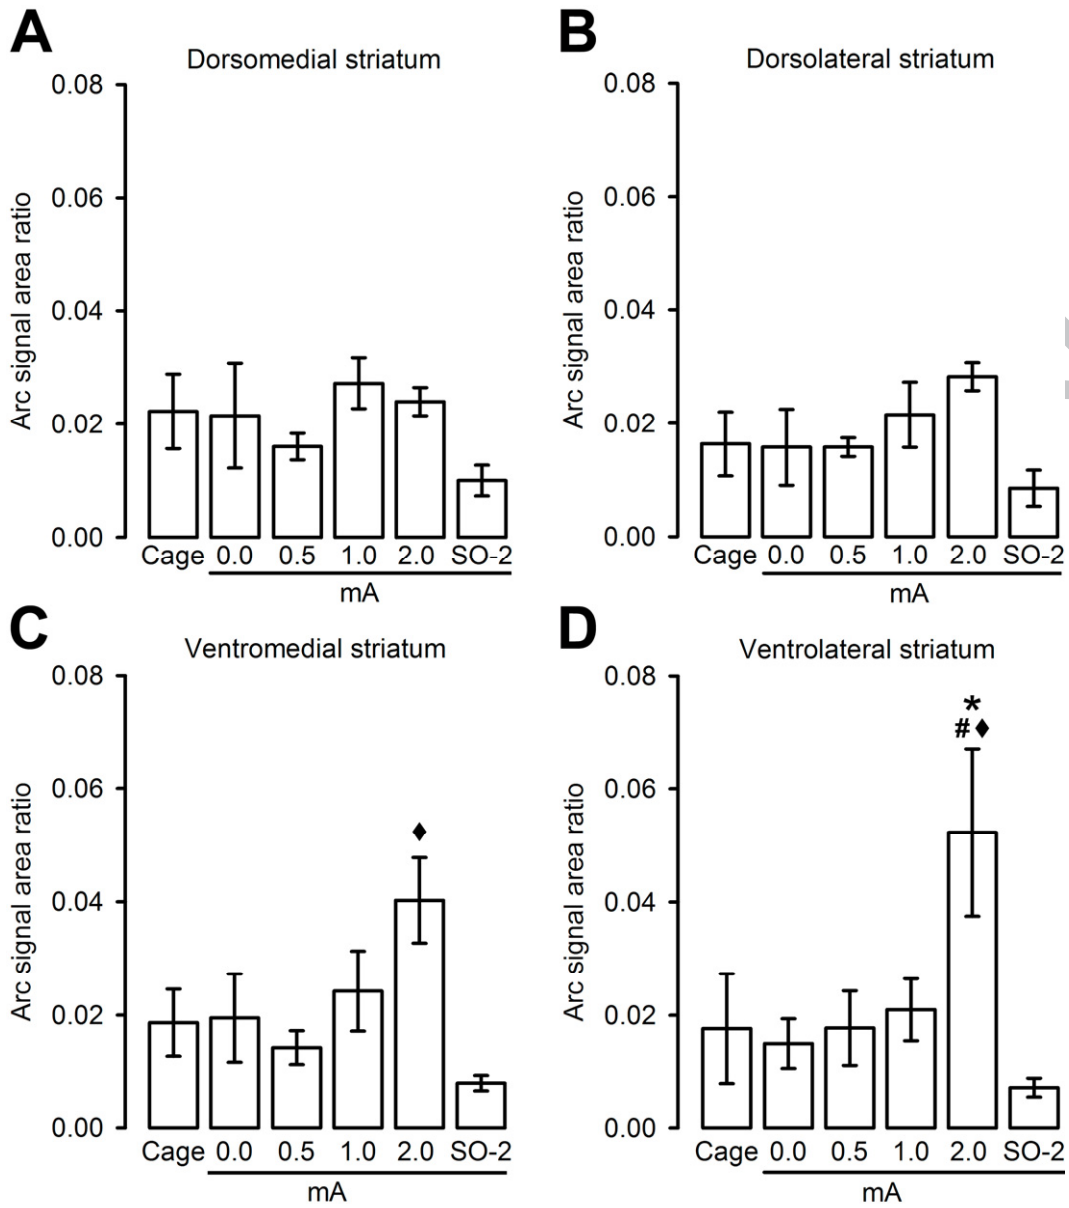 A
Dorsomedial striatum
Arc signal area ratio
0.08
0.06
0.04
0.02
0.00
Cage 0.0 0.5 1.0 2.0 SO-2
mA
B
Dorsolateral striatum
Arc signal area ratio
0.08
0.06
0.04
0.02
0.00
Cage 0.0 0.5 1.0 2.0 SO-2
mA
C
Ventromedial striatum
Arc signal area ratio
0.08
0.06
0.04
0.02
0.00
♦
Cage 0.0 0.5 1.0 2.0 SO-2
mA
D
Ventrolateral striatum
Arc signal area ratio
0.08
0.06
0.04
0.02
0.00
*
#♦
Cage 0.0 0.5 1.0 2.0 SO-2
mA